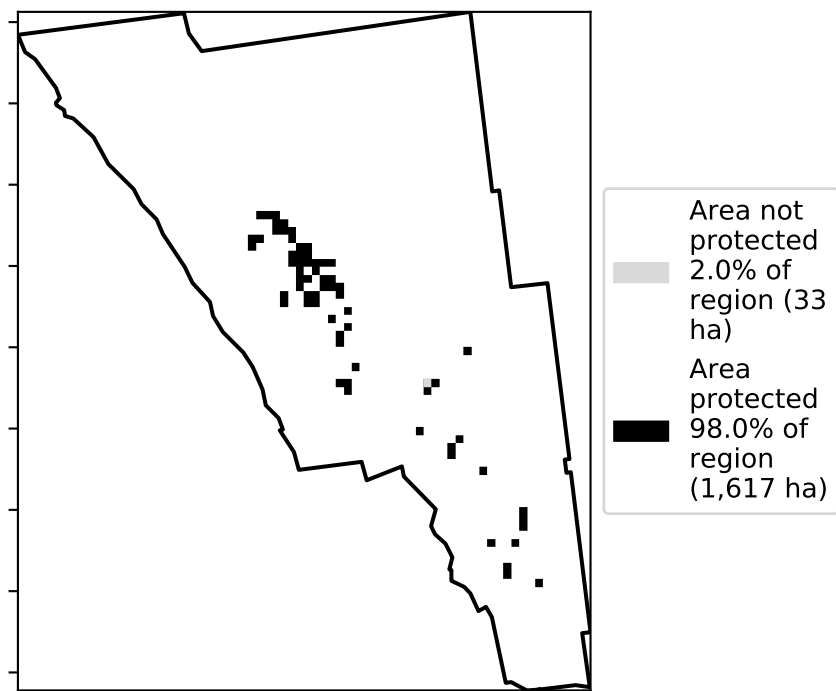 Area not
protected
2.0% of
region (33
ha)
Area
protected
98.0% of
region
(1,617 ha)